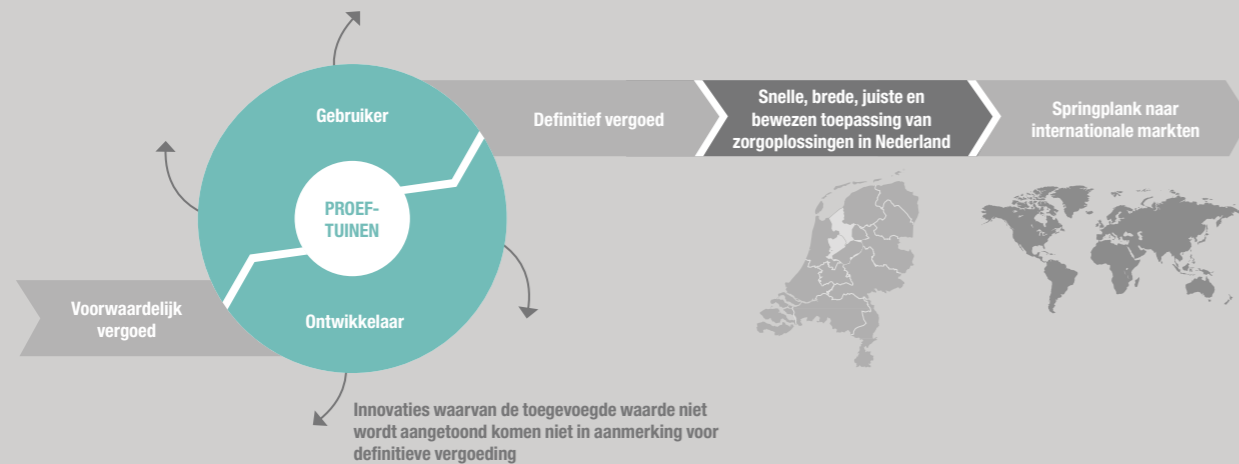 Gebruiker
PROEF-
TUINEN
Ontwikkelaar
Voorwaardelijk
vergoed
Definitief vergoed
Snelle, brede, juiste en
bewezen toepassing van
zorgoplossingen in Nederland
Springplank naar
internationale markten
Innovaties waarvan de toegevoegde waarde niet
wordt aangetoond komen niet in aanmerking voor
definitieve vergoeding